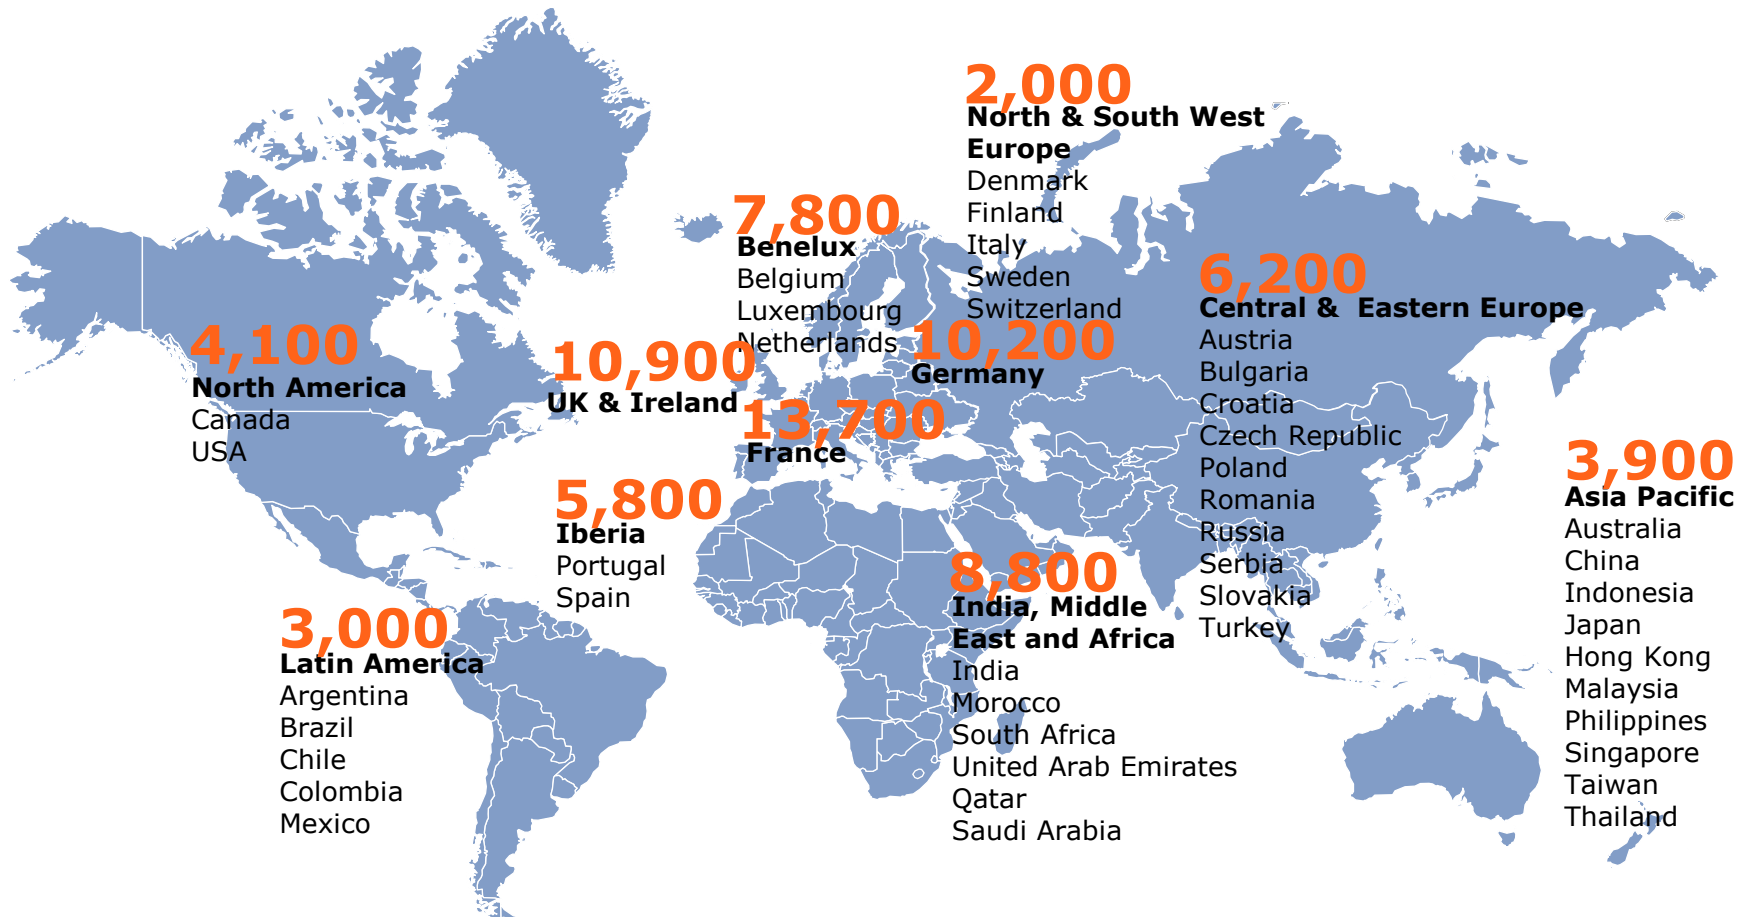 2,000
North & South West
Europe
Denmark
Finland
Italy
Sweden
Switzerland
7,800
Benelux
Belgium
Luxembourg
Netherlands
6,200
Central &  Eastern Europe
Austria
Bulgaria
Croatia
Czech Republic
Poland
Romania
Russia
Serbia
Slovakia
Turkey
4,100
North America
Canada
USA
10,900
UK & Ireland
10,200
Germany
13,700
France
3,900
Asia Pacific
Australia
China
Indonesia
Japan
Hong Kong
Malaysia
Philippines
Singapore
Taiwan
Thailand
5,800
Iberia
Portugal
Spain
8,800
India, Middle
East and Africa
India
Morocco
South Africa
United Arab Emirates
Qatar
Saudi Arabia
3,000
Latin America
Argentina
Brazil
Chile
Colombia
Mexico